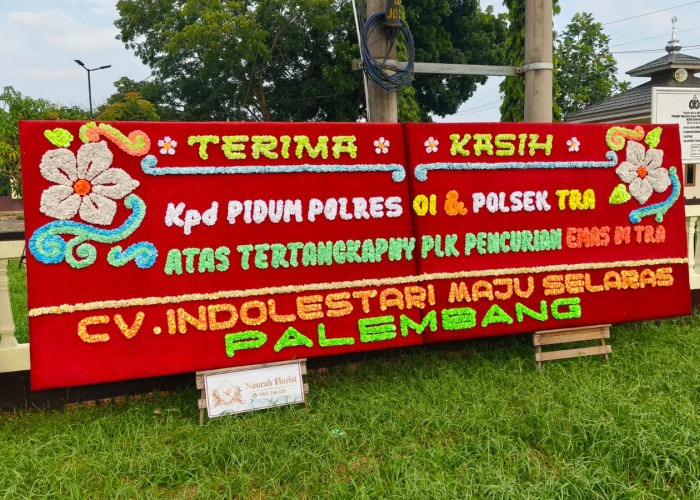 TERIMA KASIH
Kpd PIDUM POLRES OI & POLSEK TRA
ATAS TERTANGKAPNY PLK PENCURIAN EMAS DI TRA
CV. INDOLESTARI MAJU SELARAS
PALEMBANG
Naurah Florist